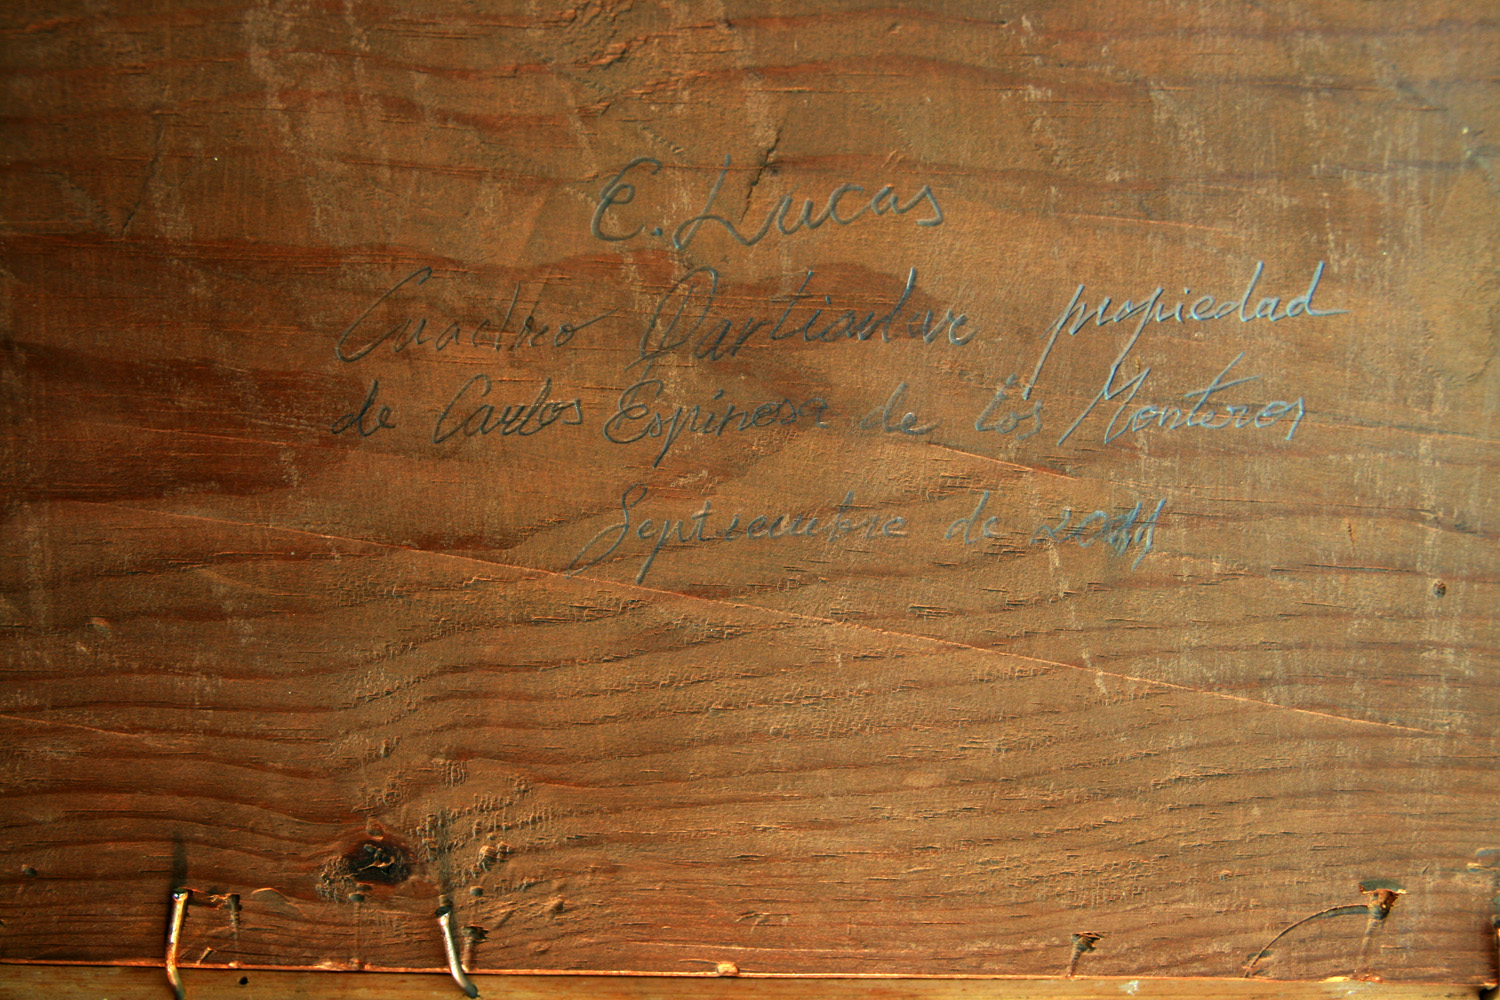 E. Lucas
Cuadro Particular propiedad
de Carlos Espinosa de los Monteros
Septiembre de 2011